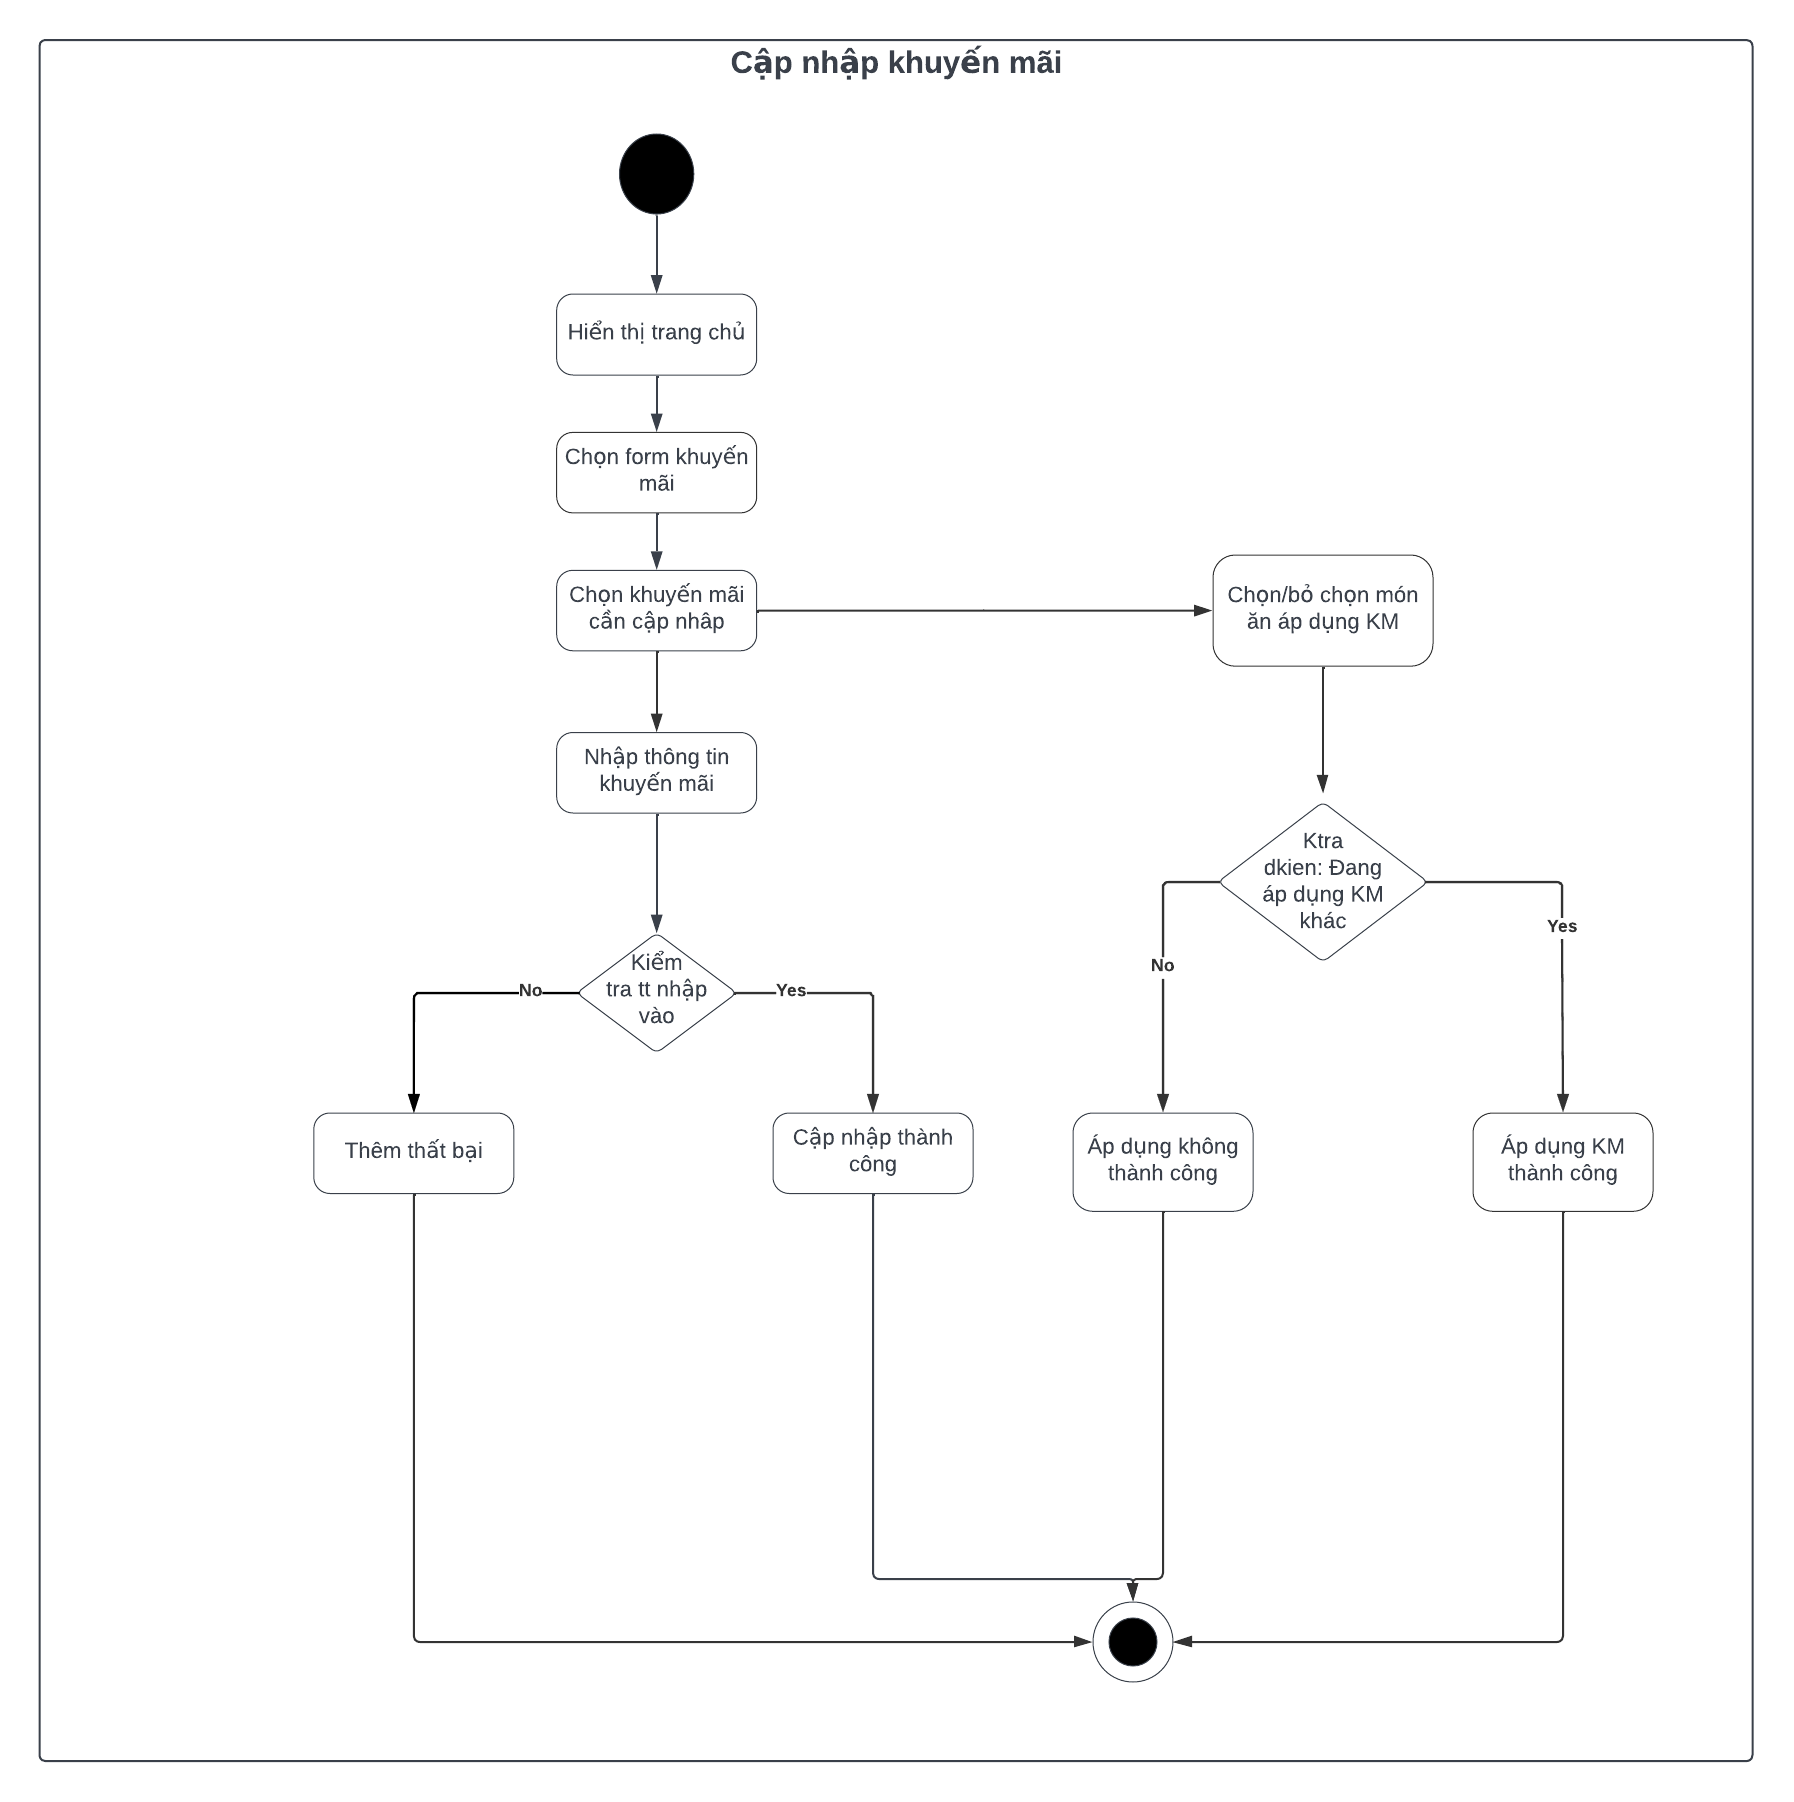 Cập nhập khuyến mãi
Hiển thị trang chủ
Chọn form khuyến
mãi
Chọn khuyến mãi
cần cập nhâp
Chọn/bỏ chọn món
ăn áp dụng KM
Nhập thông tin
khuyến mãi
Ktra
dkien: Đang
áp dụng KM
khác
Yes
No
Kiểm
tra tt nhập
vào
No
Yes
Thêm thất bại
Cập nhập thành
công
Áp dụng không
thành công
Áp dụng KM
thành công